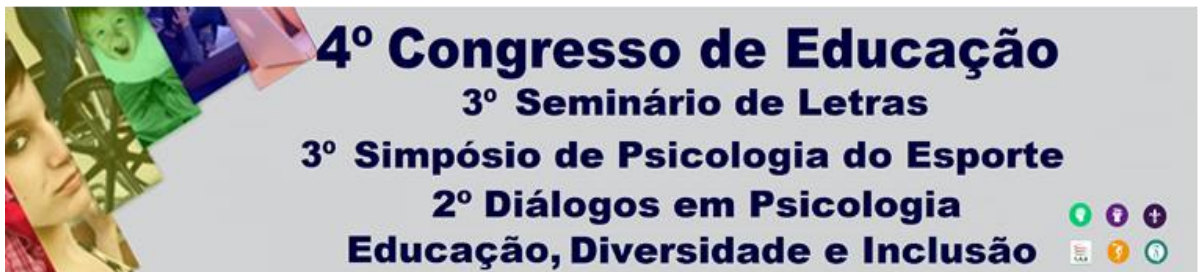 4º Congresso de Educação
3º Seminário de Letras
3º Simpósio de Psicologia do Esporte
2º Diálogos em Psicologia
Educação, Diversidade e Inclusão